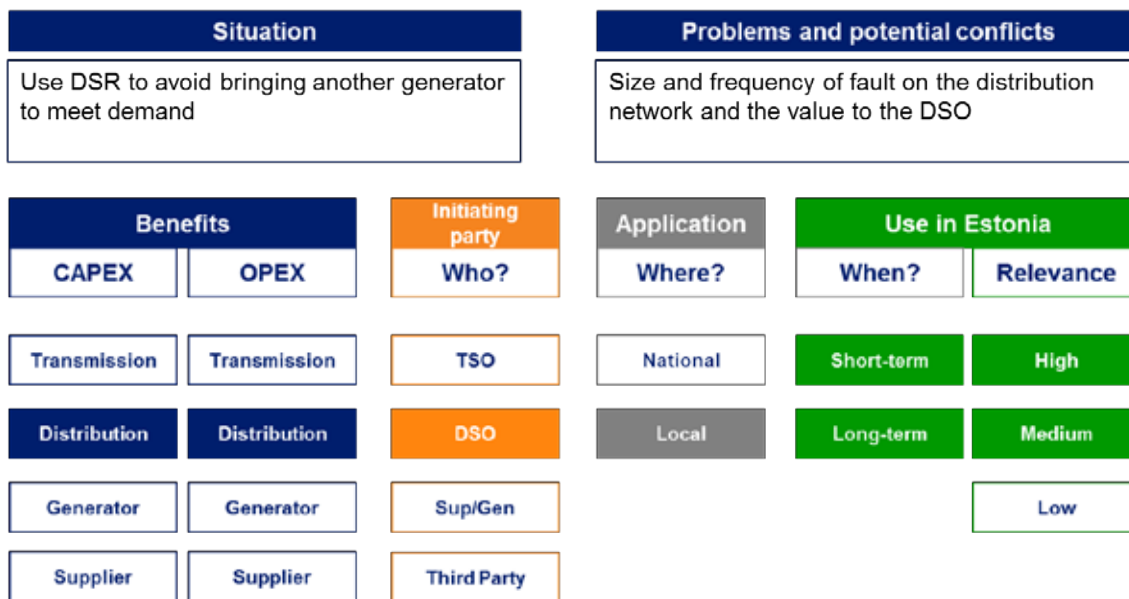 Situation
Problems and potential conflicts
Use DSR to avoid bringing another generator
to meet demand
Size and frequency of fault on the distribution
network and the value to the DSO
Benefits
Initiating
party
Application
Use in Estonia
CAPEX
OPEX
Who?
Where?
When?
Relevance
Transmission
Transmission
TSO
National
Short-term
High
Distribution
Distribution
DSO
Local
Long-term
Medium
Generator
Generator
Sup/Gen
Low
Supplier
Supplier
Third Party